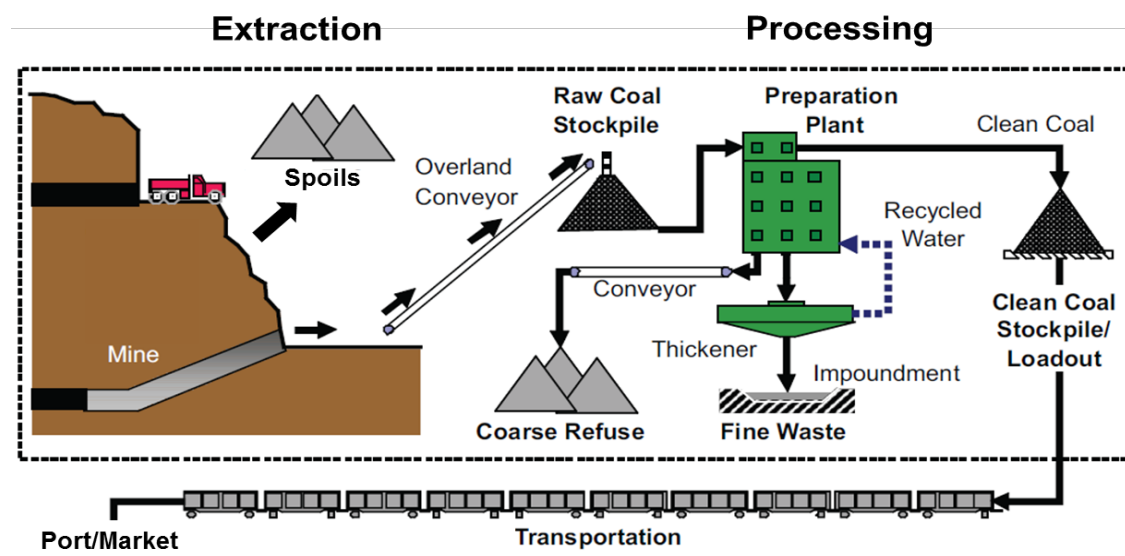 Extraction
Processing
Raw Coal
Stockpile
Preparation
Plant
Clean Coal
Spoils
Overland
Conveyor
Recycled
Water
Conveyor
Clean Coal
Stockpile/
Loadout
Mine
Thickener
Impoundment
Coarse Refuse
Fine Waste
Port/Market
Transportation